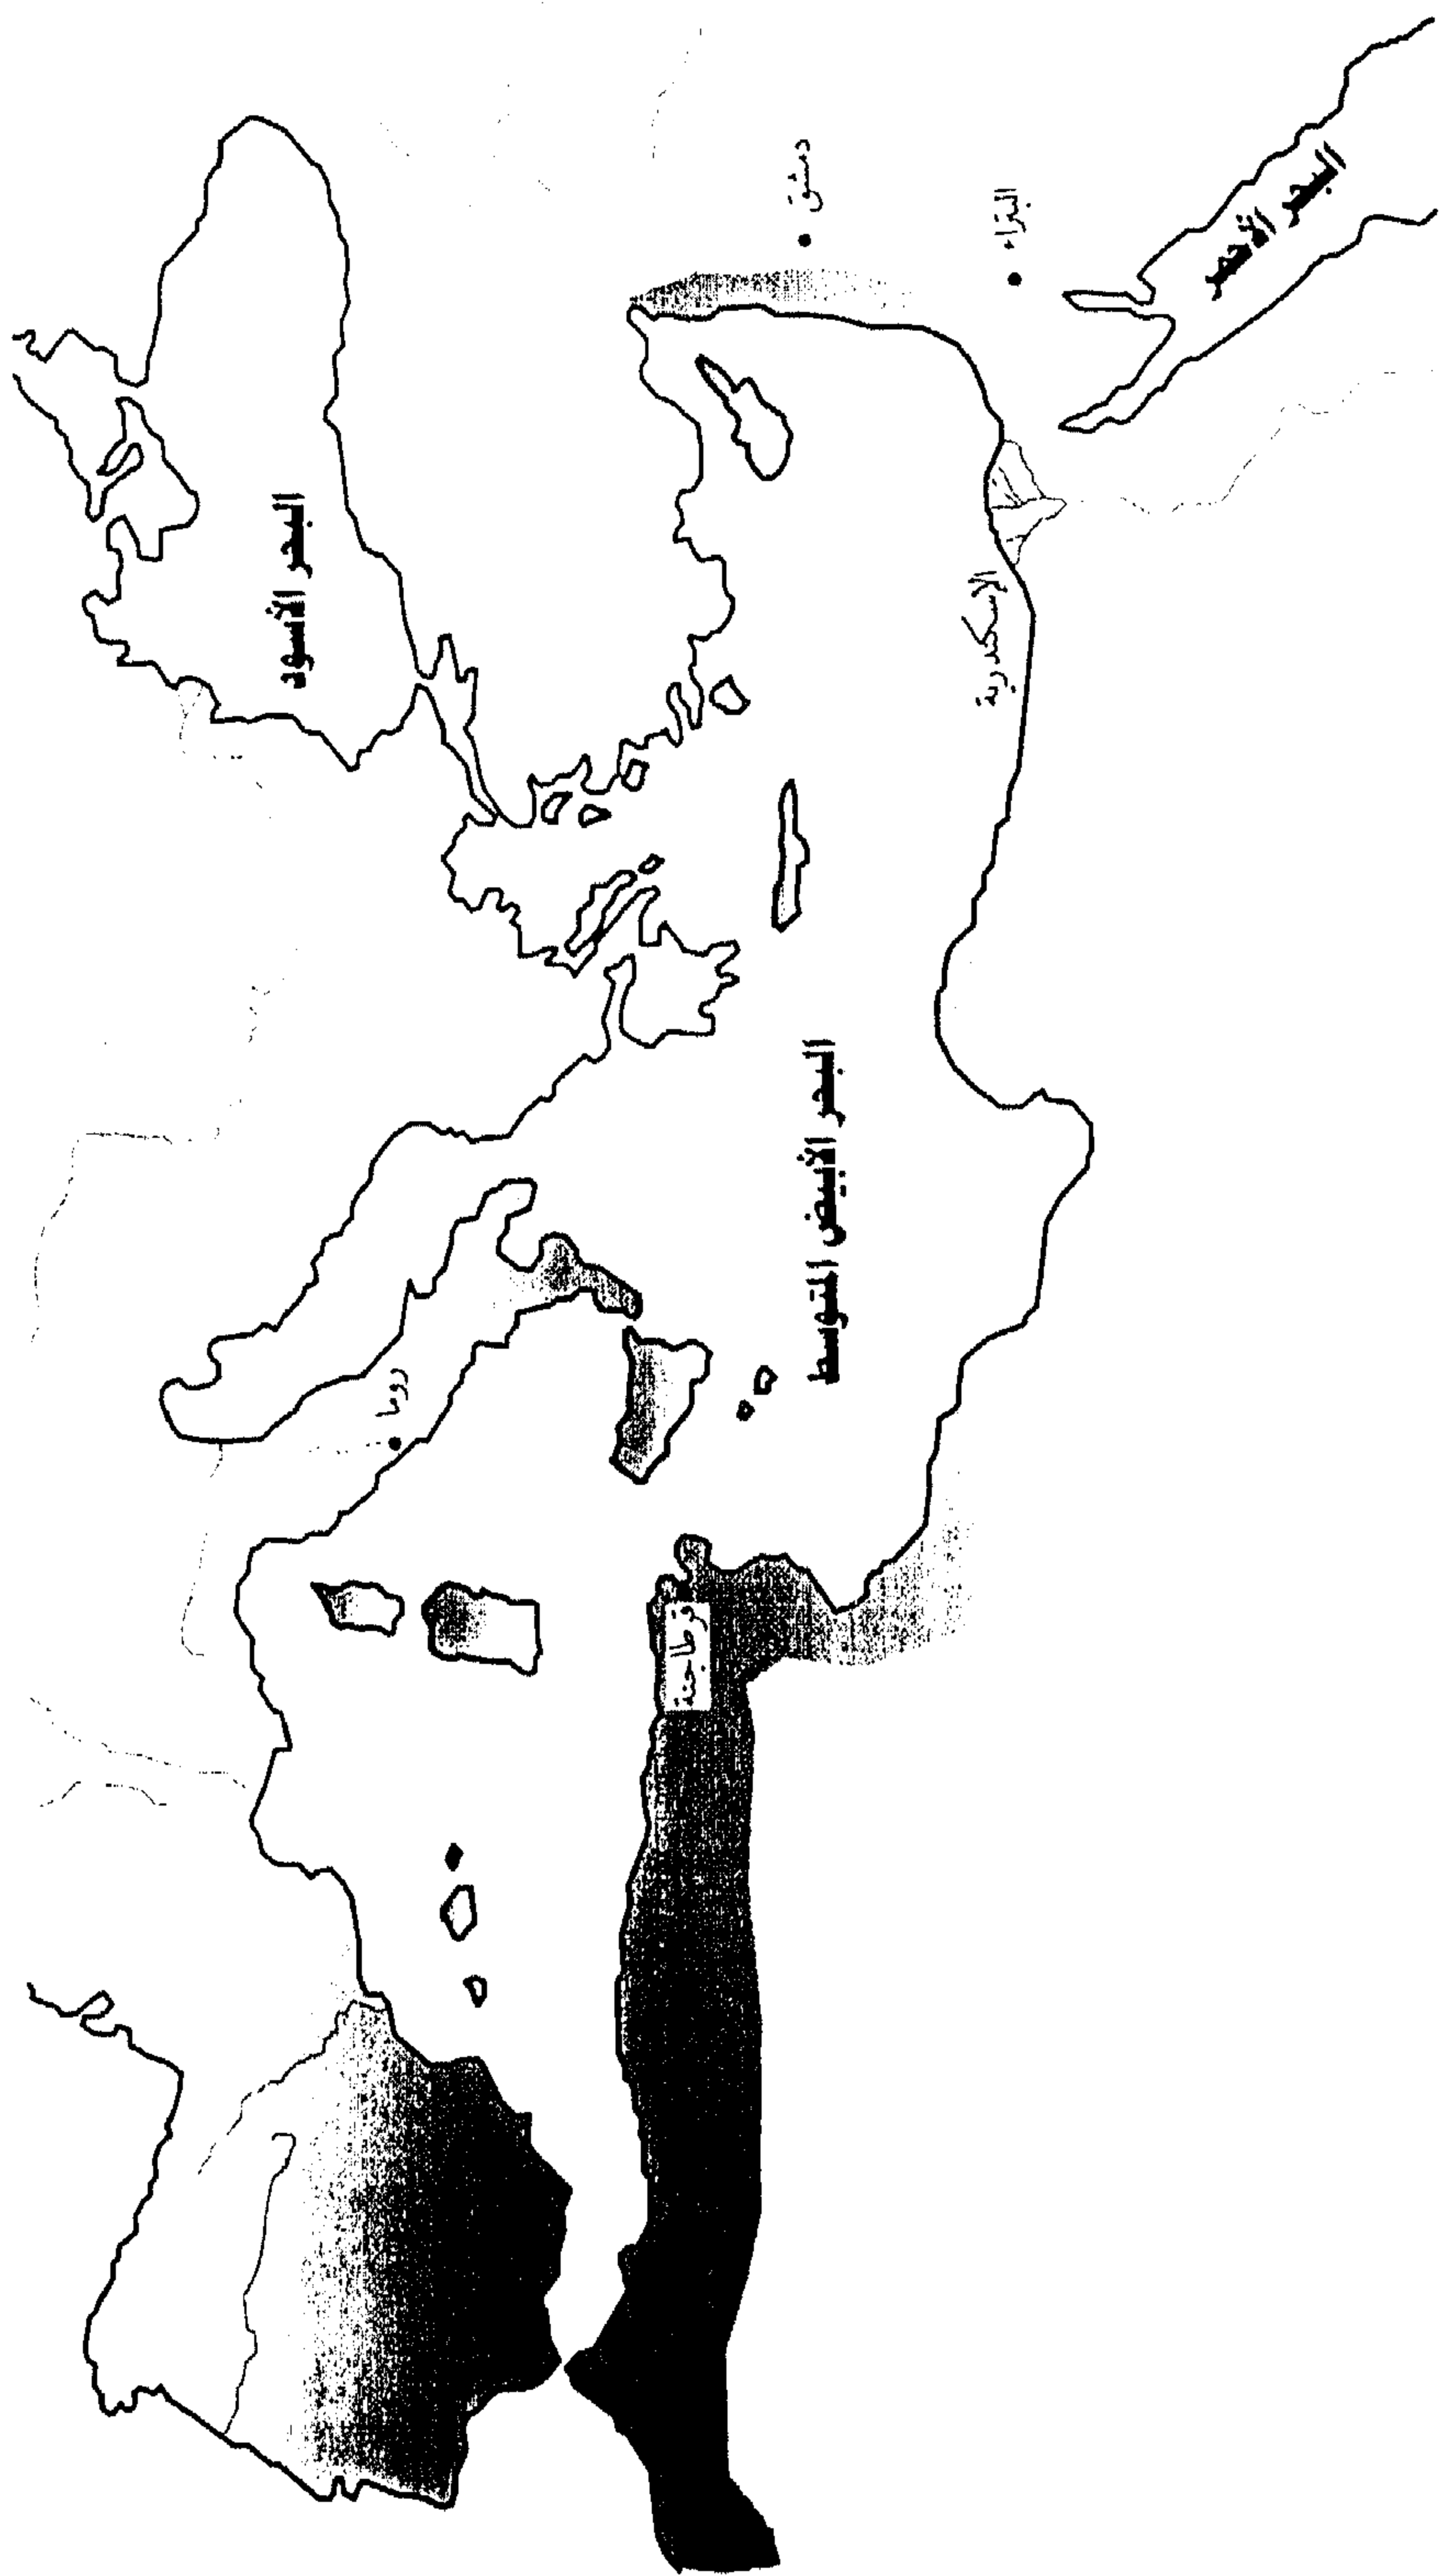 البحر الأسود
روما
دمشق
البتراء
البحر الأبيض المتوسط
قرطاجنة
الإسكندرية
البحر الأحمر